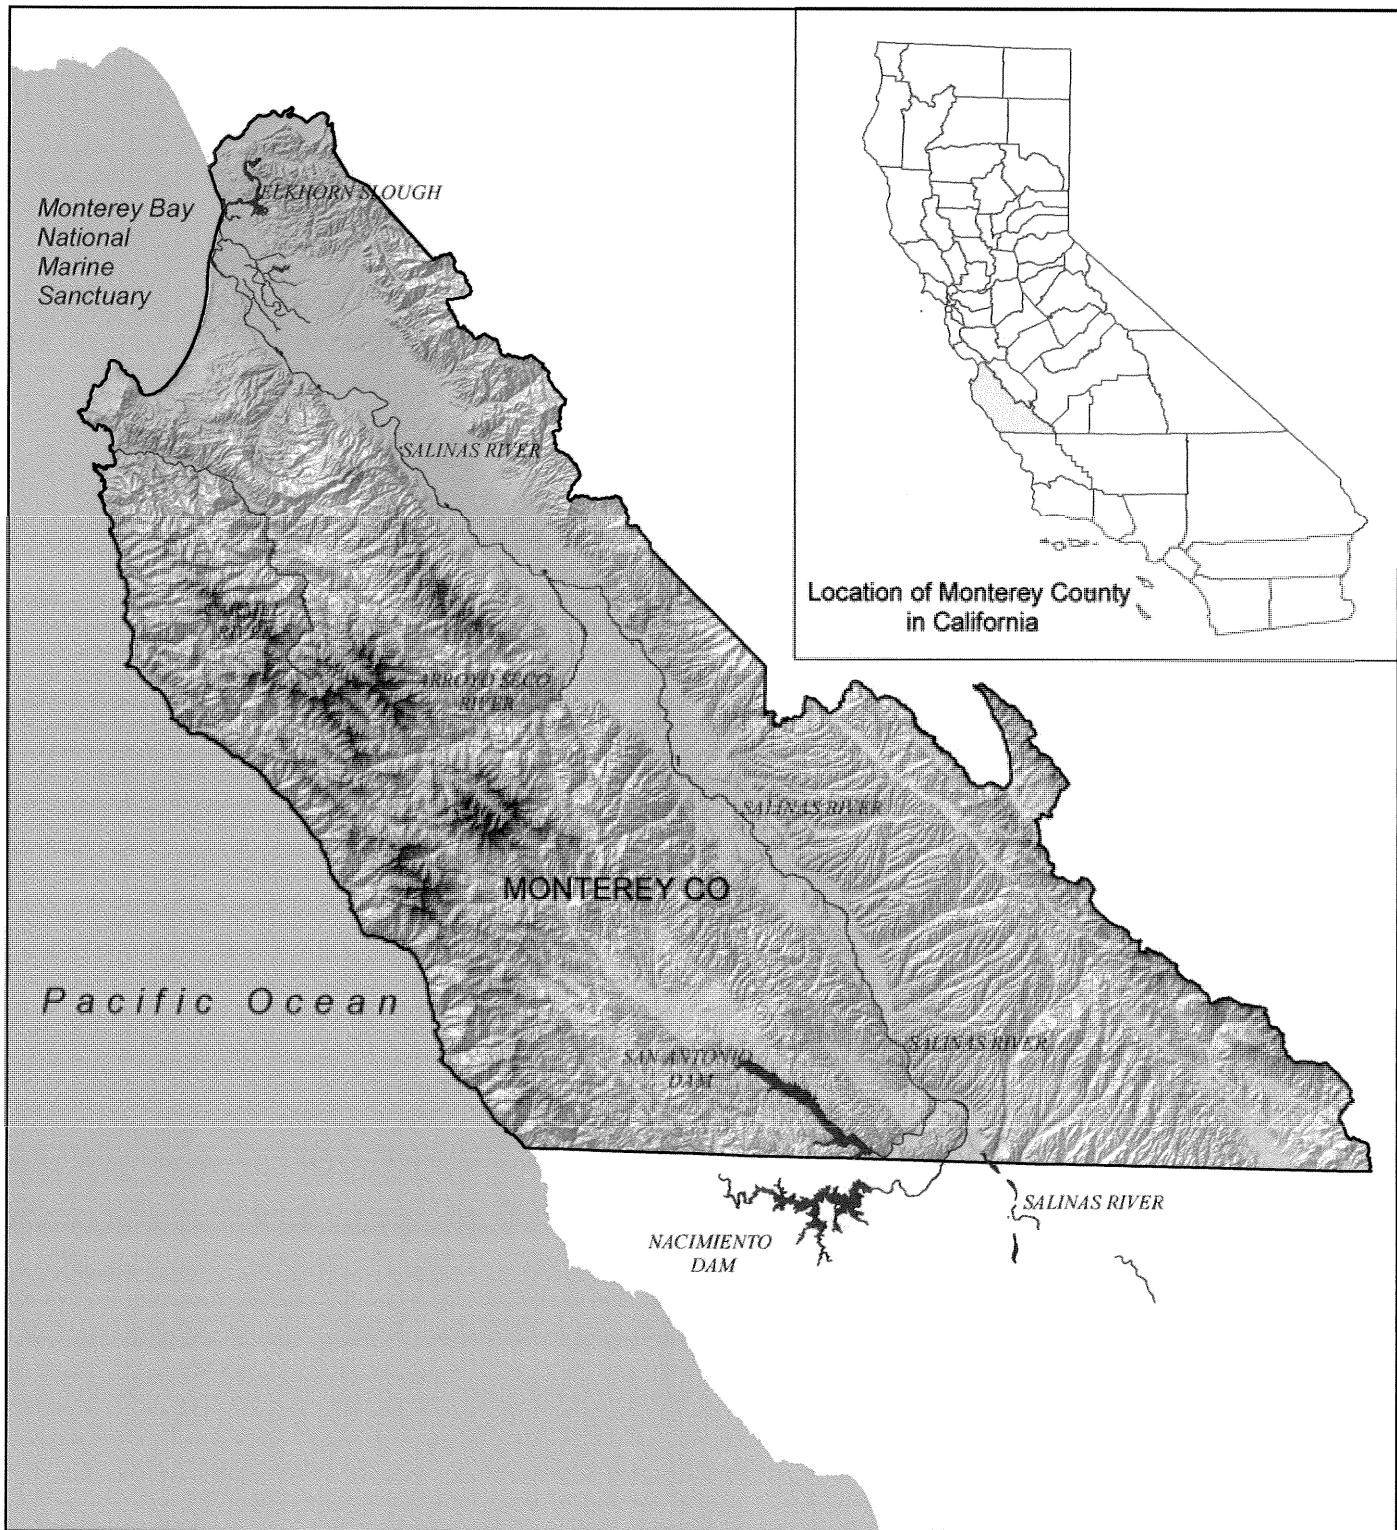 ELKHORN SLOUGH
Monterey Bay
National
Marine
Sanctuary
SALINAS RIVER
Location of Monterey County
in California
RIVER
ARROYO SECO
RIVER
SALINAS RIVER
MONTEREY CO
Pacific Ocean
SALINAS RIVER
SAN ANTONIO
DAM
SALINAS RIVER
NACIMIENTO
DAM